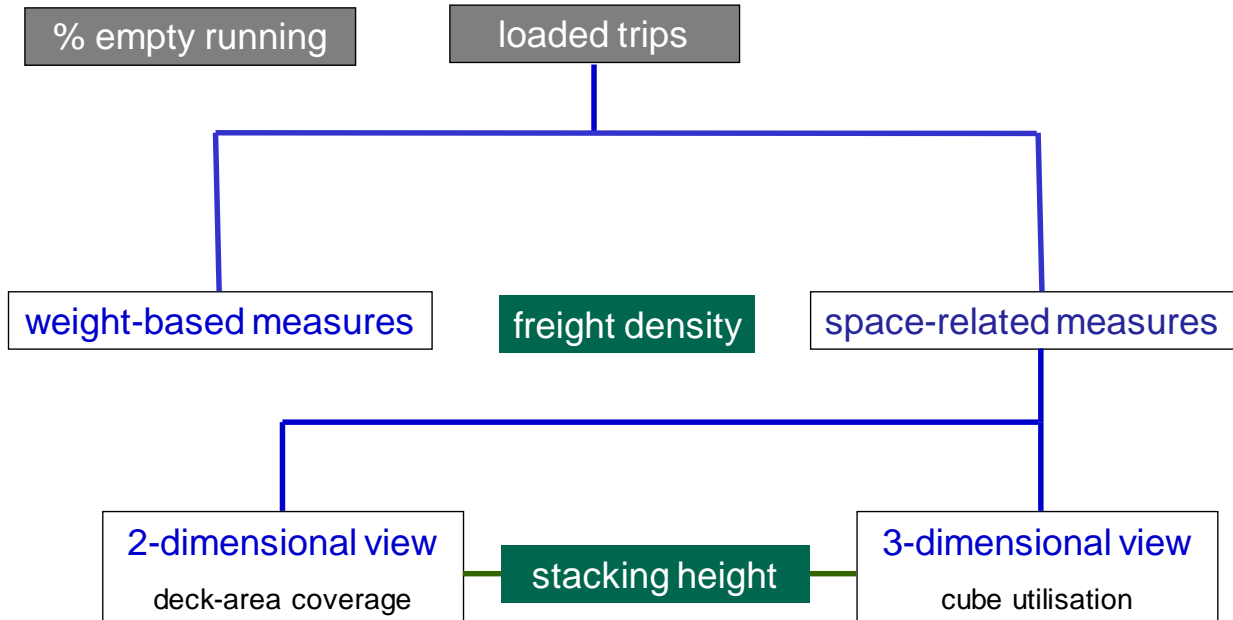 % empty running
loaded trips
weight-based measures
freight density
space-related measures
2-dimensional view
deck-area coverage
stacking height
3-dimensional view
cube utilisation